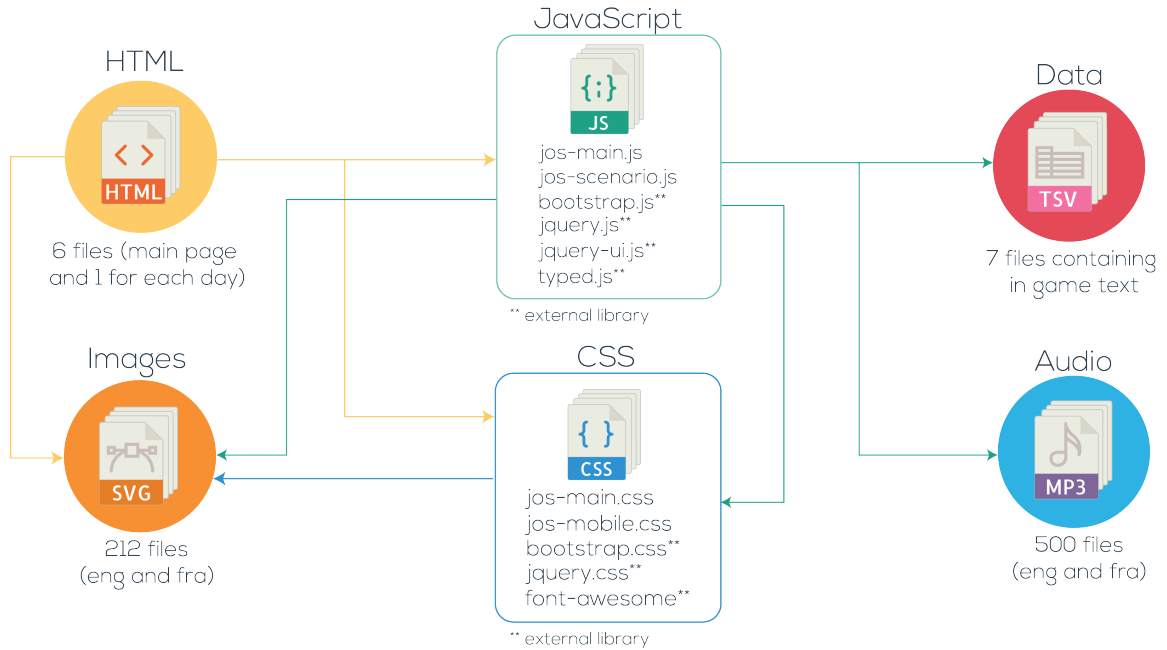 HTML
< >
HTML
6 files (main page
and 1 for each day)
JavaScript
{;}
JS
jos-main.js
jos-scenario.js
bootstrap.js**
jquery.js**
jquery-ui.js**
typed.js**
** external library
Data
TSV
7 files containing
in game text
Images
SVG
212 files
(eng and fra)
CSS
{ }
CSS
jos-main.css
jos-mobile.css
bootstrap.css**
jquery.css**
font-awesome**
** external library
Audio
MP3
500 files
(eng and fra)